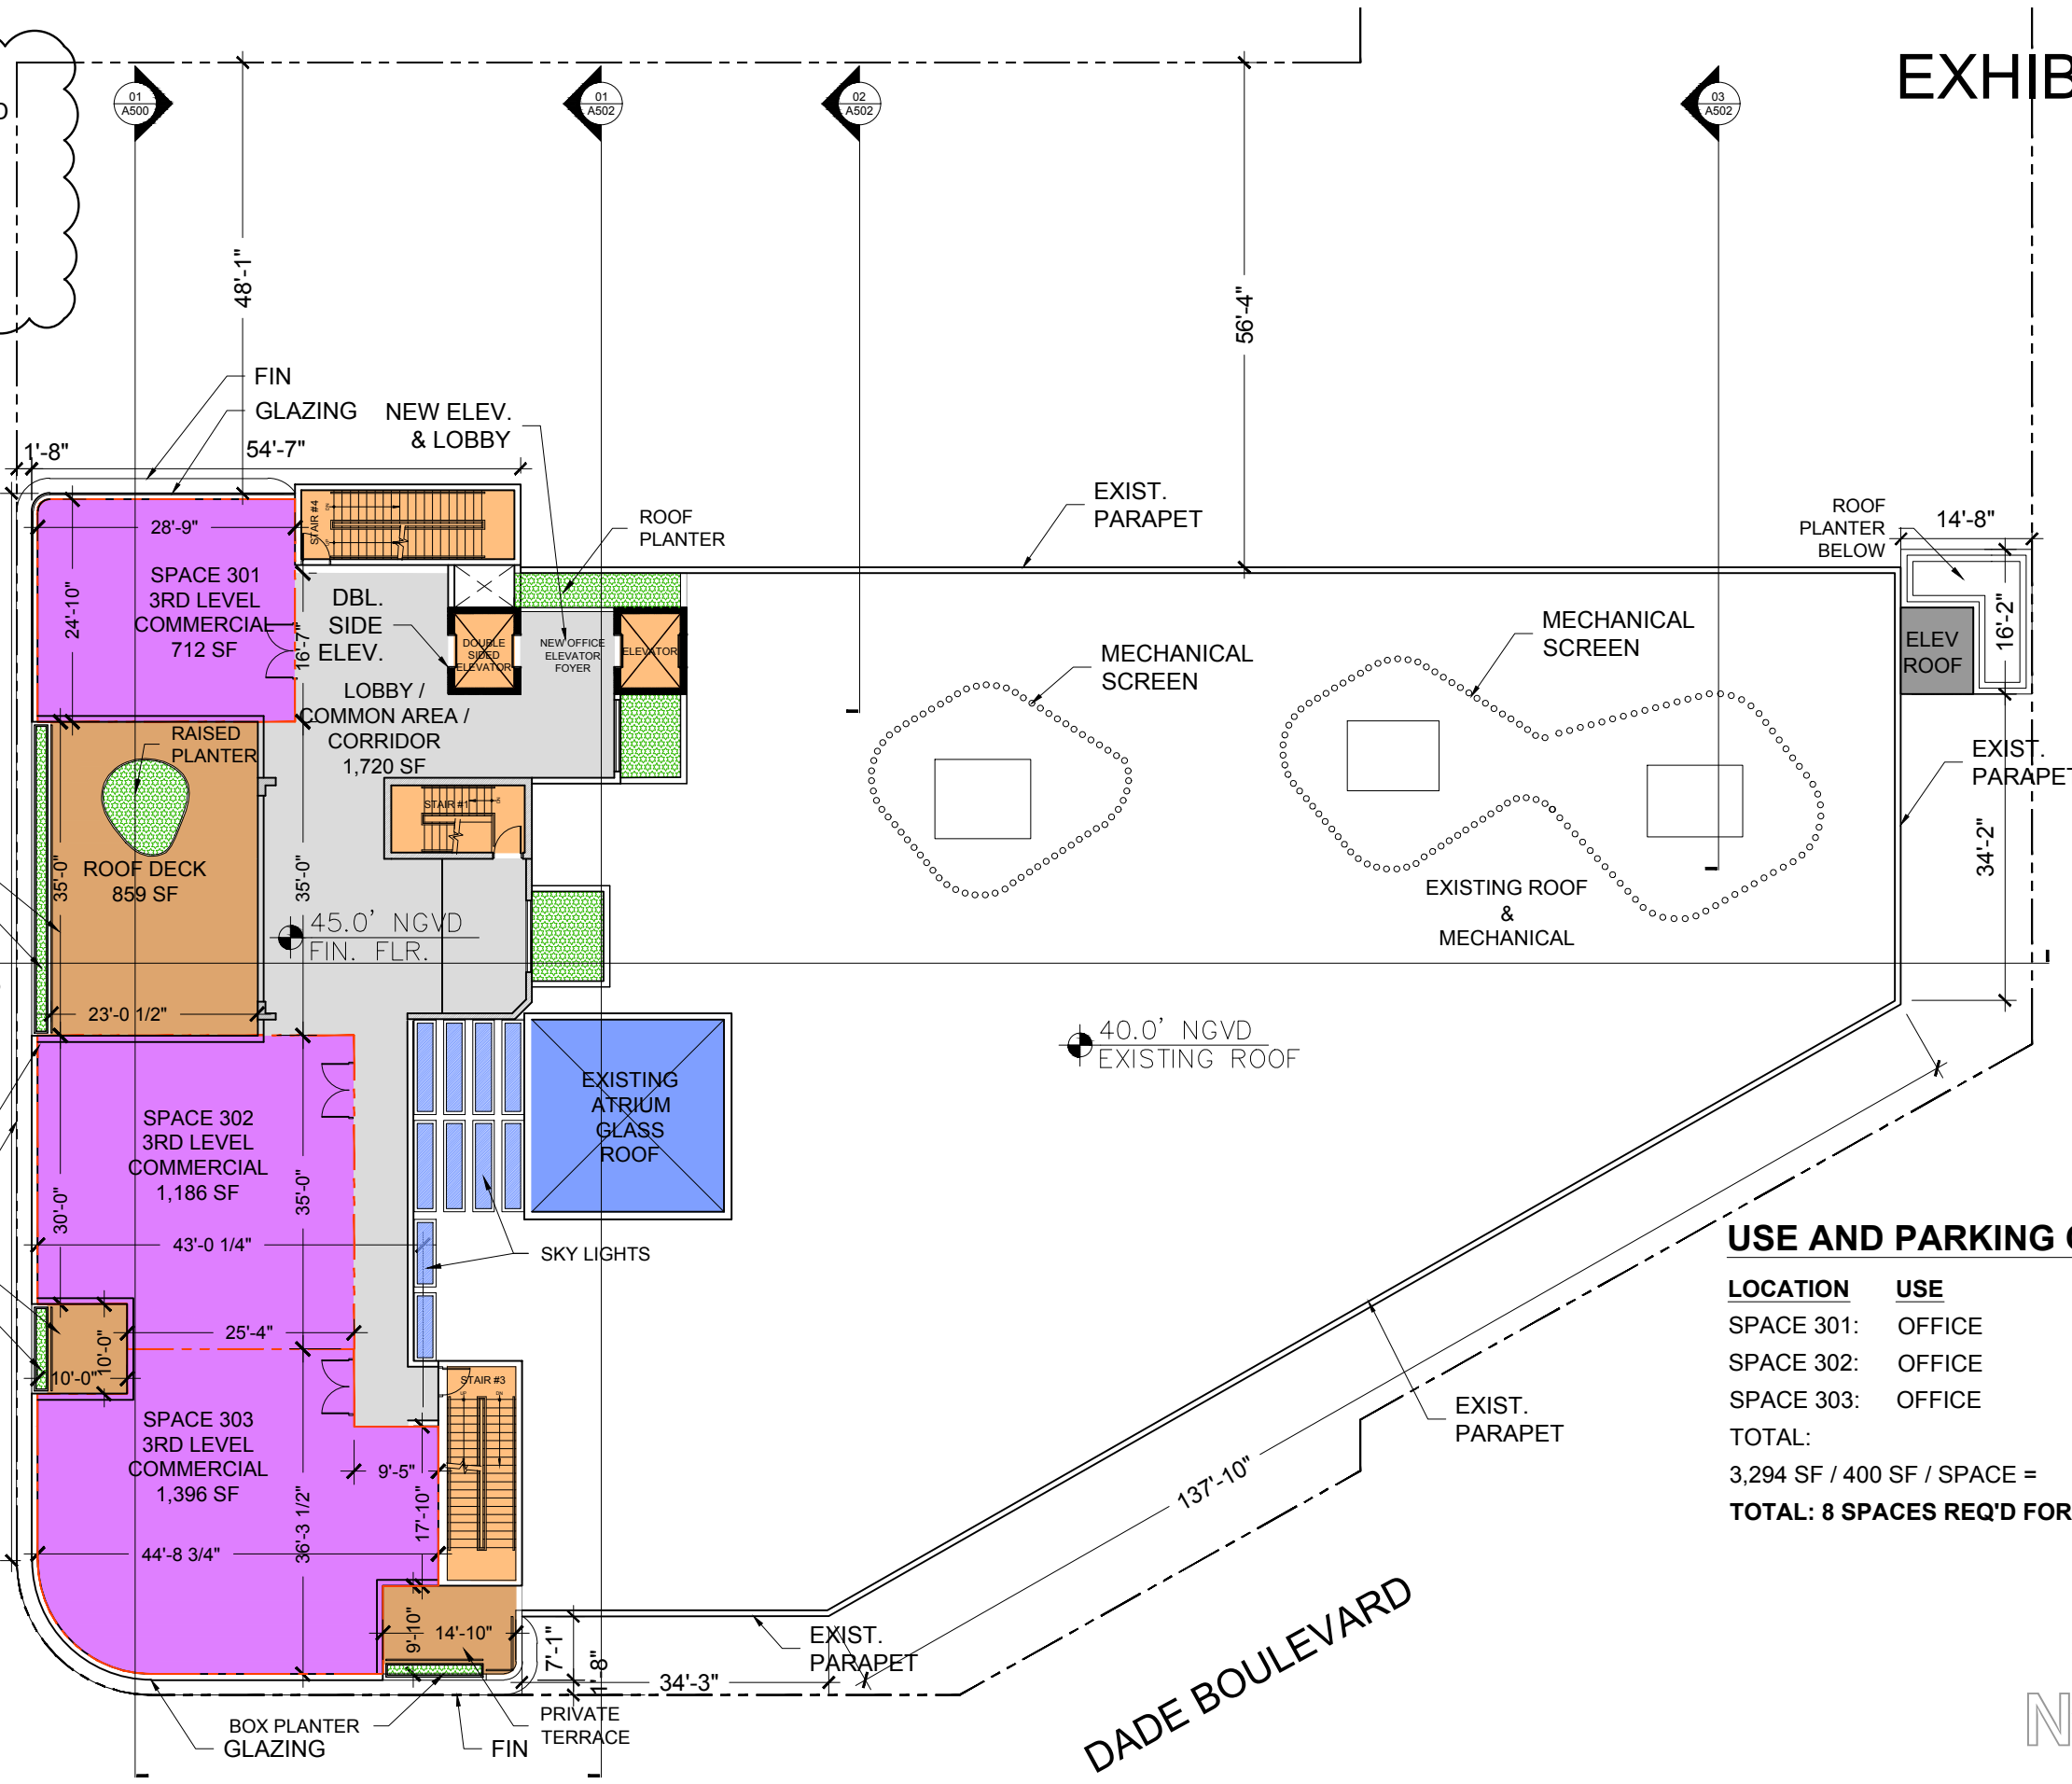 EXHIB
01
A500
01
A502
02
A502
03
A502
48'-1"
56'-4"
FIN
GLAZING
NEW ELEV.
& LOBBY
1'-8"
54'-7"
EXIST.
PARAPET
ROOF
PLANTER
ROOF
PLANTER
BELOW
14'-8"
STAIR #4
28'-9"
SPACE 301
3RD LEVEL
COMMERCIAL
712 SF
24'-10"
16'-7"
DBL.
SIDE
ELEV.
DOUBLE
SIDED
ELEVATOR
NEW OFFICE
ELEVATOR
FOYER
ELEVATOR
MECHANICAL
SCREEN
MECHANICAL
SCREEN
ELEV
ROOF
16'-2"
LOBBY /
COMMON AREA /
CORRIDOR
1,720 SF
RAISED
PLANTER
EXIST.
PARAPET
STAIR #1
ROOF DECK
859 SF
35'-0"
35'-0"
34'-2"
EXISTING ROOF
&
MECHANICAL
45.0' NGVD
FIN. FLR.
23'-0 1/2"
40.0' NGVD
EXISTING ROOF
EXISTING
ATRIUM
GLASS
ROOF
SPACE 302
3RD LEVEL
COMMERCIAL
1,186 SF
30'-0"
35'-0"
43'-0 1/4"
SKY LIGHTS
USE AND PARKING
LOCATION USE
SPACE 301: OFFICE
SPACE 302: OFFICE
SPACE 303: OFFICE
TOTAL:
3,294 SF / 400 SF / SPACE =
TOTAL: 8 SPACES REQ'D FOR
25'-4"
10'-0"
10'-0"
STAIR #3
UP
DN
SPACE 303
3RD LEVEL
COMMERCIAL
1,396 SF
9'-5"
17'-10"
36'-3 1/2"
44'-8 3/4"
EXIST.
PARAPET
137'-10"
9'-10"
14'-10"
7'-1"
1'-8"
EXIST.
PARAPET
34'-3"
DADE BOULEVARD
BOX PLANTER
GLAZING
FIN
PRIVATE
TERRACE
N